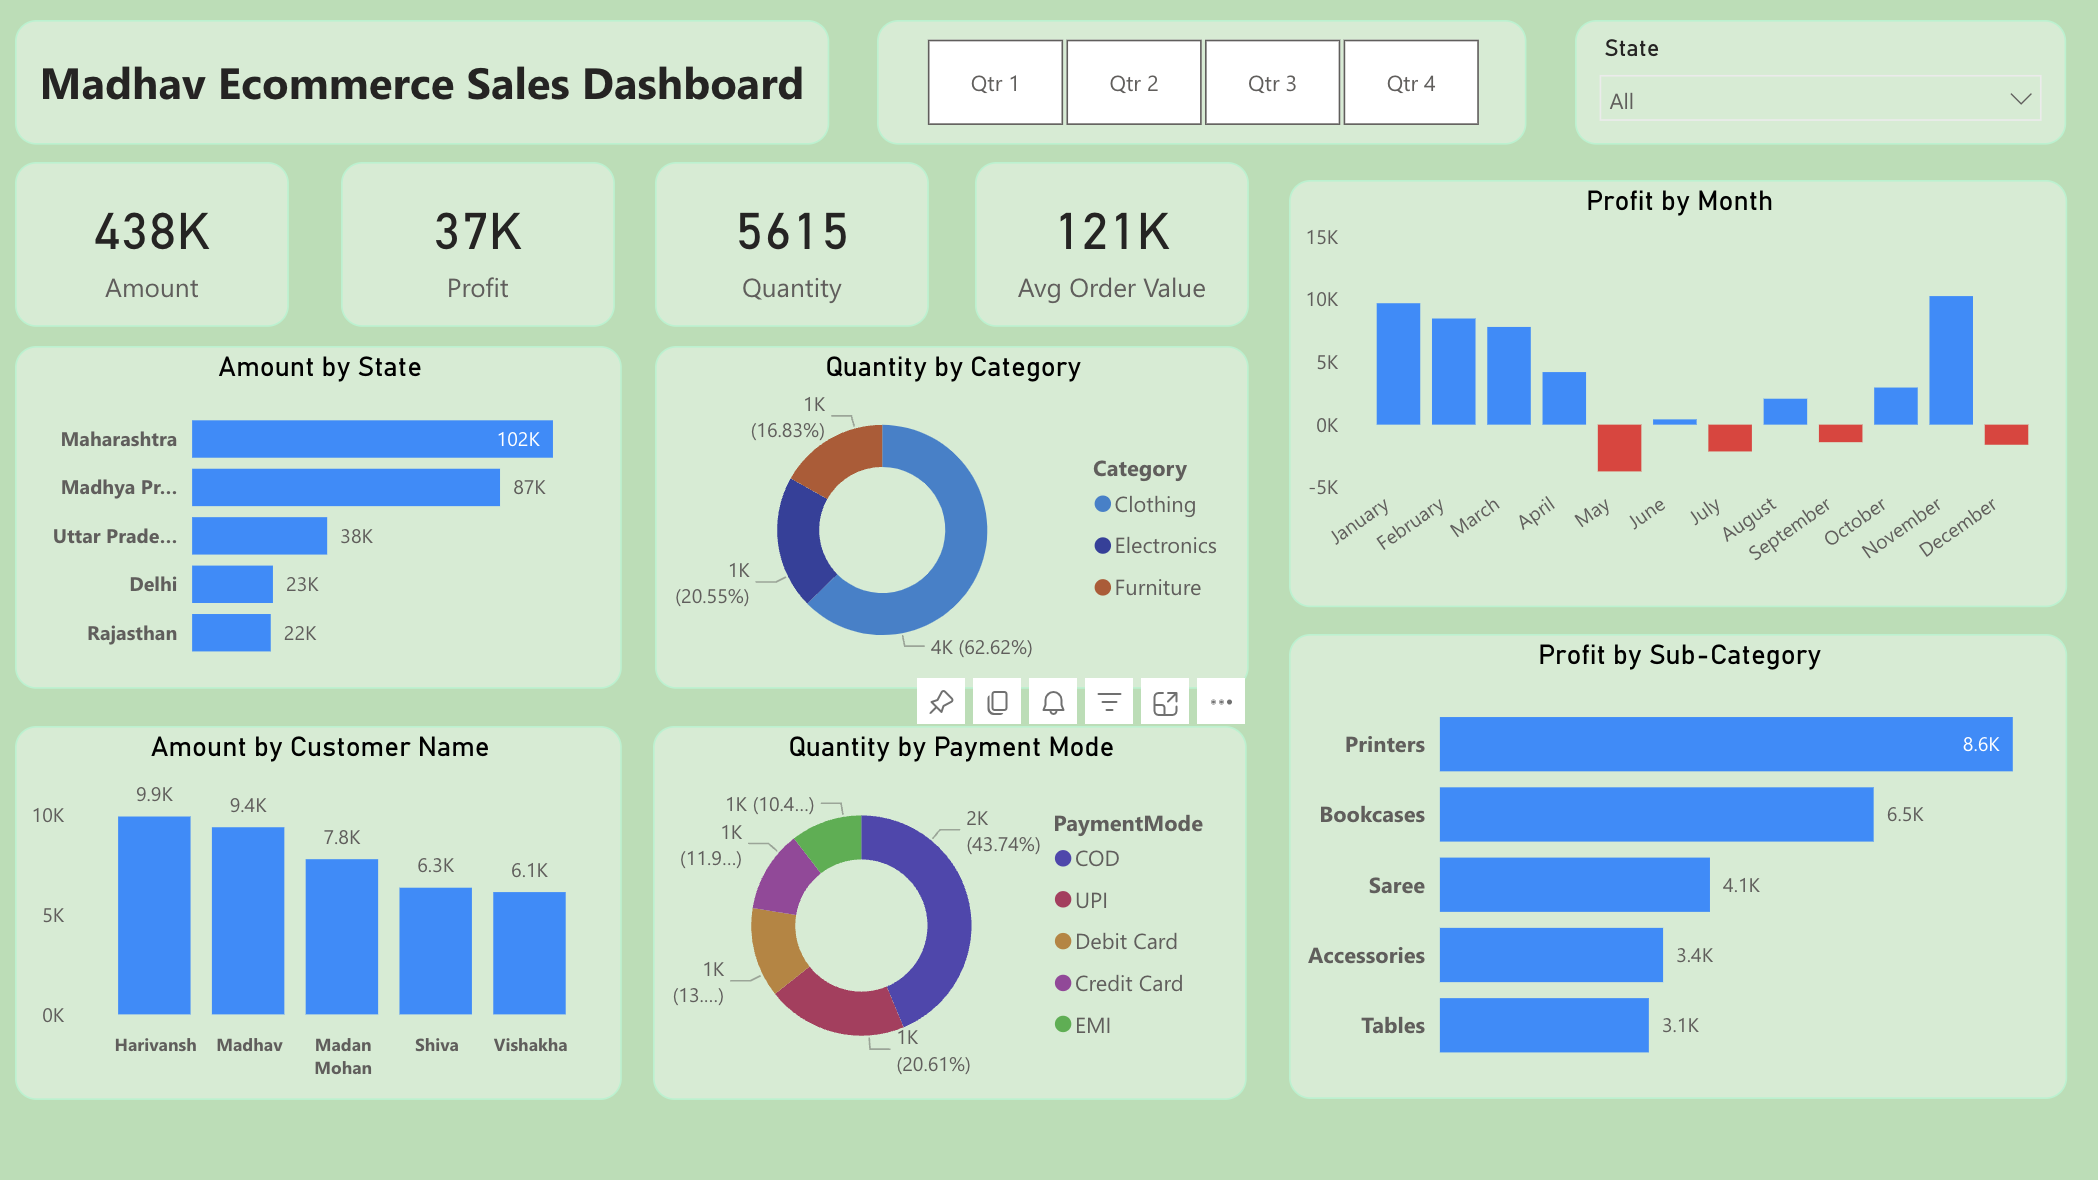 Madhav Ecommerce Sales Dashboard
Qtr 1
Qtr 2
Qtr 3
Qtr 4
State
All
438K
Amount
37K
Profit
5615
Quantity
121K
Avg Order Value
Profit by Month
15K
10K
5K
0K
-5K
January
February
March
April
May
June
July
August
September
October
November
December
Amount by State
Maharashtra
102K
Madhya Pr...
87K
Uttar Prade...
38K
Delhi
23K
Rajasthan
22K
Quantity by Category
1K
(16.83%)
1K
(20.55%)
4K (62.62%)
Category
Clothing
Electronics
Furniture
Profit by Sub-Category
Printers
8.6K
Bookcases
6.5K
Saree
4.1K
Accessories
3.4K
Tables
3.1K
Amount by Customer Name
10K
5K
0K
9.9K
9.4K
7.8K
6.3K
6.1K
Harivansh
Madhav
Madan
Mohan
Shiva
Vishakha
Quantity by Payment Mode
1K (10.4...)
1K
(11.9...)
1K
(13....)
1K
(20.61%)
2K
(43.74%)
PaymentMode
COD
UPI
Debit Card
Credit Card
EMI